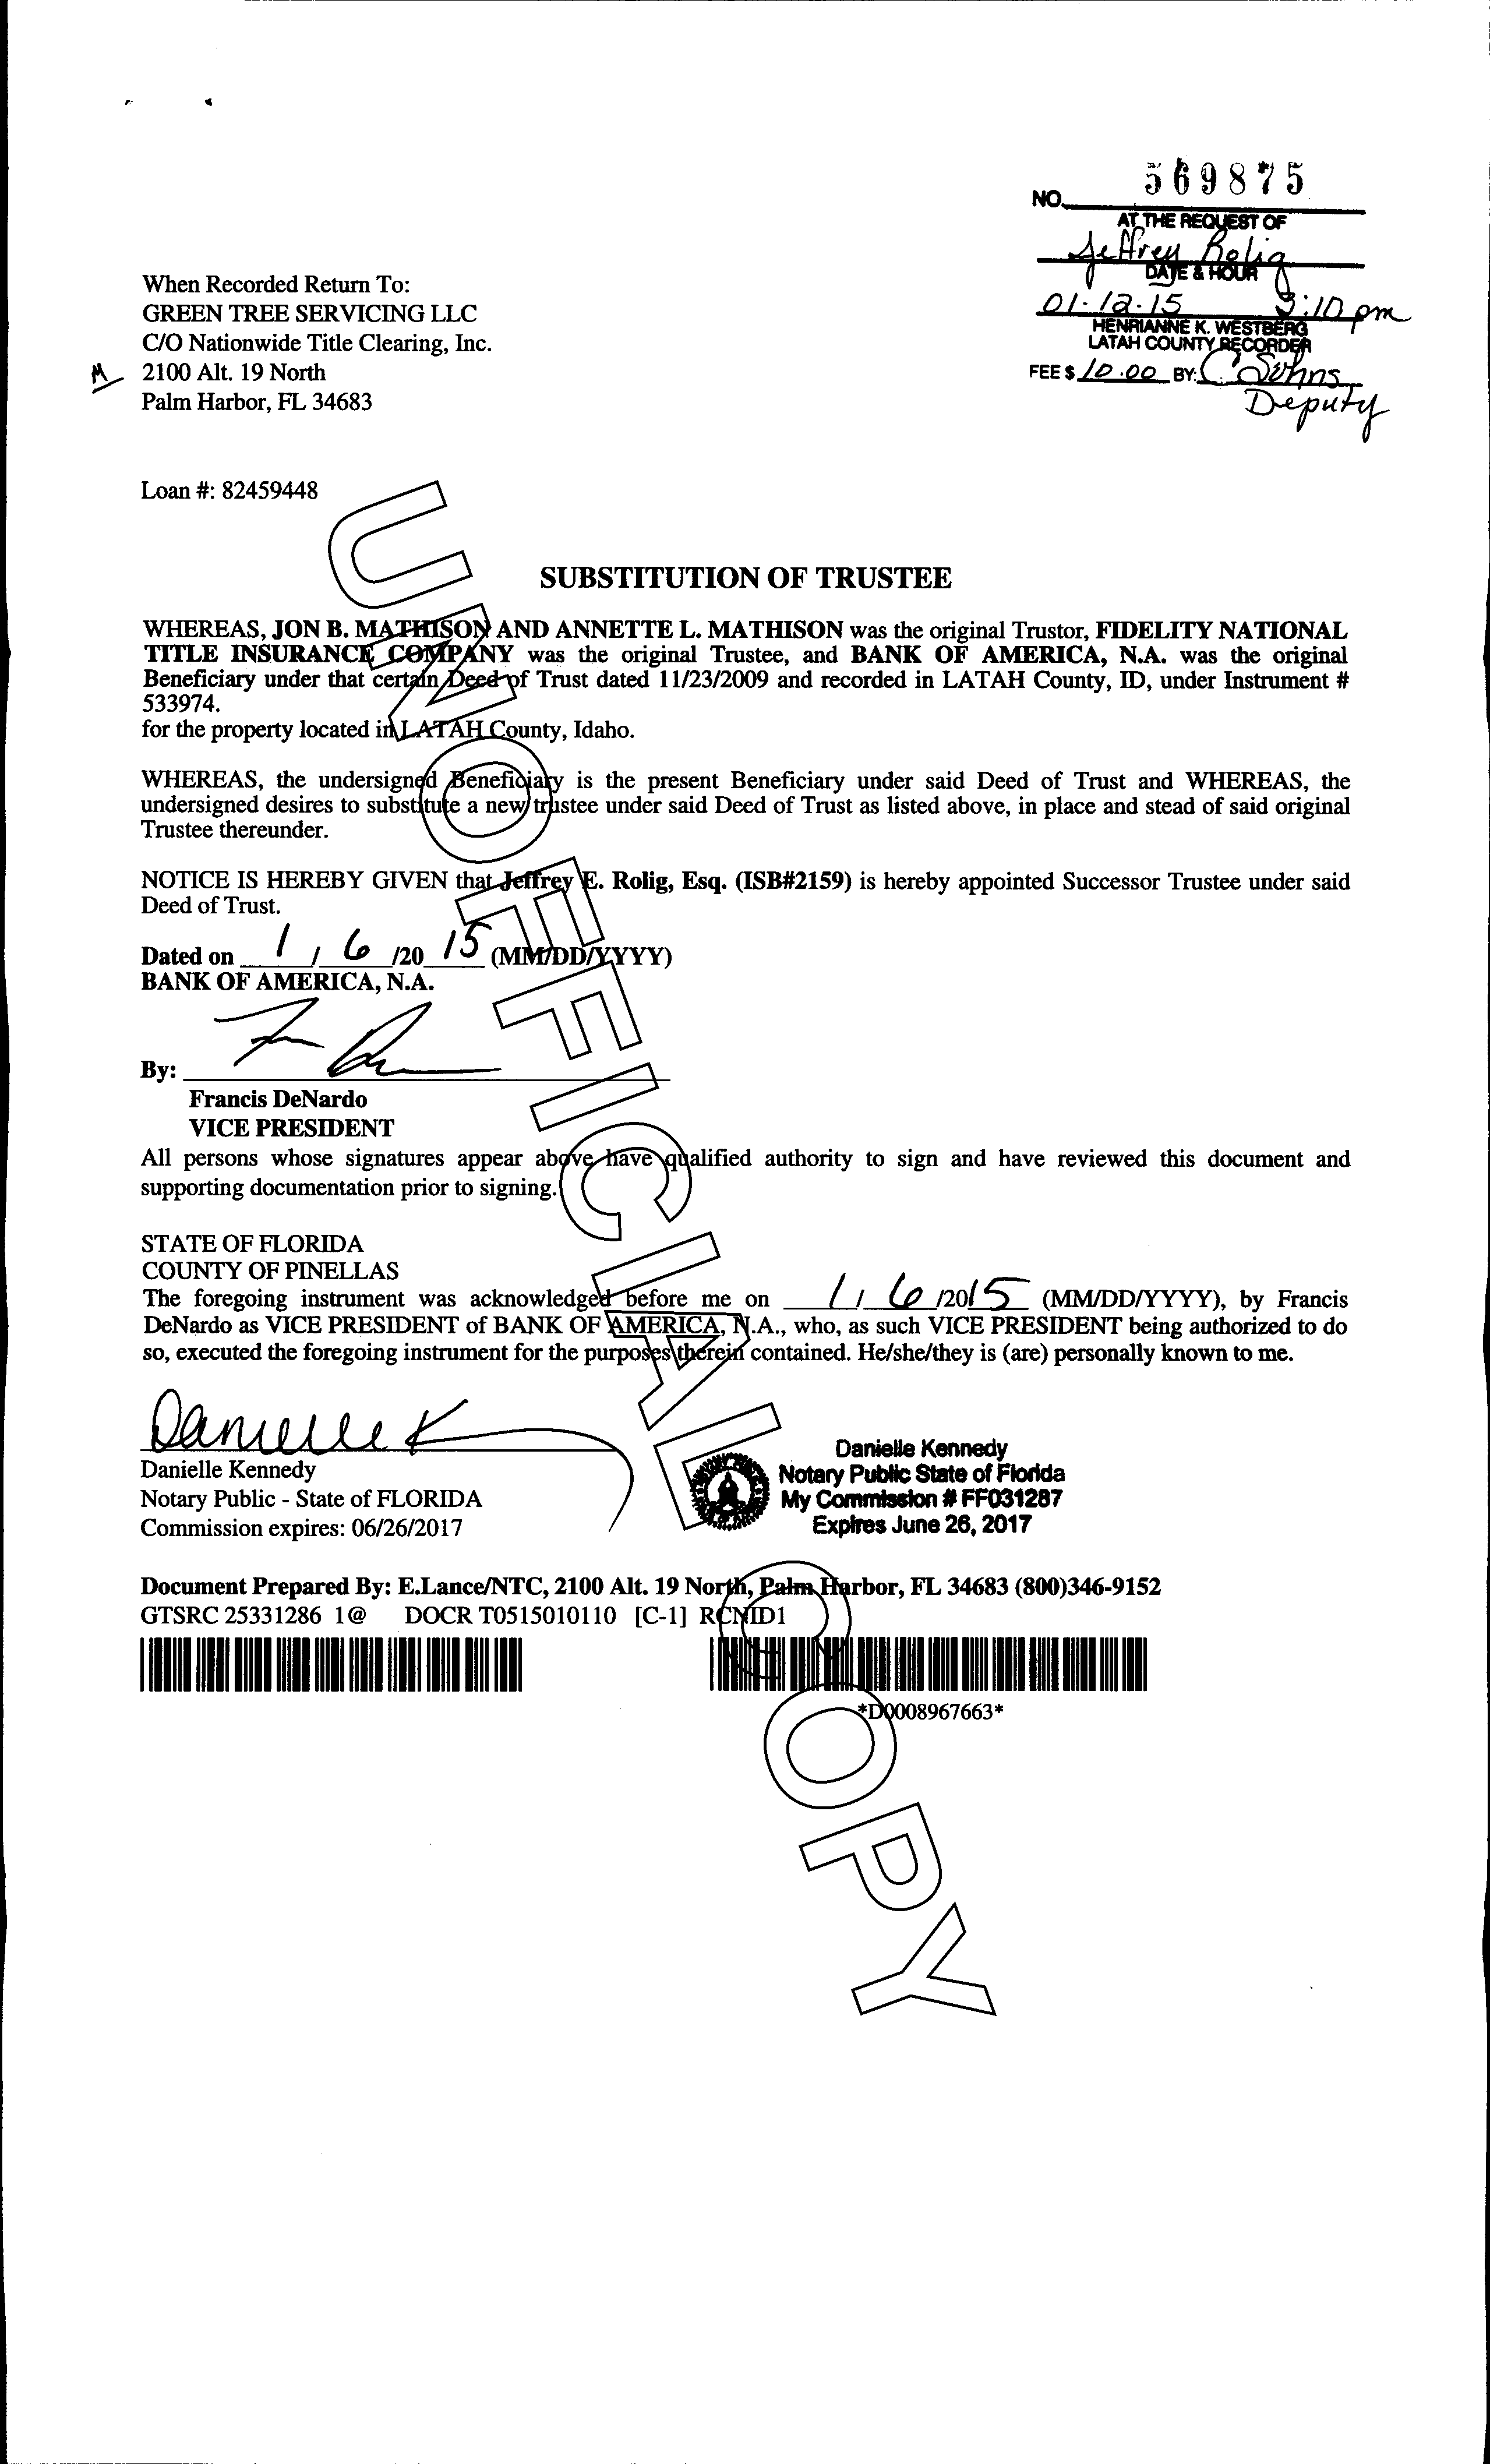 NO. 569875
AT THE REQUEST OF
Jeffrey Rolig
DATE & HOUR
01-12-15 3:10 pm
HENRIANNE K. WESTBERG
LATAH COUNTY RECORDER
FEE $ 10.00 BY: C Sohns
Deputy
When Recorded Return To:
GREEN TREE SERVICING LLC
C/O Nationwide Title Clearing, Inc.
M 2100 Alt. 19 North
Palm Harbor, FL 34683
Loan #: 82459448
SUBSTITUTION OF TRUSTEE
WHEREAS, JON B. MATHISON AND ANNETTE L. MATHISON was the original Trustor, FIDELITY NATIONAL
TITLE INSURANCE COMPANY was the original Trustee, and BANK OF AMERICA, N.A. was the original
Beneficiary under that certain Deed of Trust dated 11/23/2009 and recorded in LATAH County, ID, under Instrument #
533974.
for the property located in LATAH County, Idaho.
WHEREAS, the undersigned Beneficiary is the present Beneficiary under said Deed of Trust and WHEREAS, the
undersigned desires to substitute a new trustee under said Deed of Trust as listed above, in place and stead of said original
Trustee thereunder.
NOTICE IS HEREBY GIVEN that Jeffrey E. Rolig, Esq. (ISB#2159) is hereby appointed Successor Trustee under said
Deed of Trust.
Dated on 1 / 6 /20 15 (MM/DD/YYYY)
BANK OF AMERICA, N.A.
By:
Francis DeNardo
VICE PRESIDENT
All persons whose signatures appear above have qualified authority to sign and have reviewed this document and
supporting documentation prior to signing.
STATE OF FLORIDA
COUNTY OF PINELLAS
The foregoing instrument was acknowledged before me on 1 / 6 /2015 (MM/DD/YYYY), by Francis
DeNardo as VICE PRESIDENT of BANK OF AMERICA, N.A., who, as such VICE PRESIDENT being authorized to do
so, executed the foregoing instrument for the purposes therein contained. He/she/they is (are) personally known to me.
Danielle K
Danielle Kennedy
Notary Public - State of FLORIDA
Commission expires: 06/26/2017
Danielle Kennedy
Notary Public State of Florida
My Commission # FF031287
Expires June 26, 2017
Document Prepared By: E.Lance/NTC, 2100 Alt. 19 North, Palm Harbor, FL 34683 (800)346-9152
GTSRC 25331286 1@ DOCR T0515010110 [C-1] RCNID1
*D0008967663*
UNOFFICIAL COPY